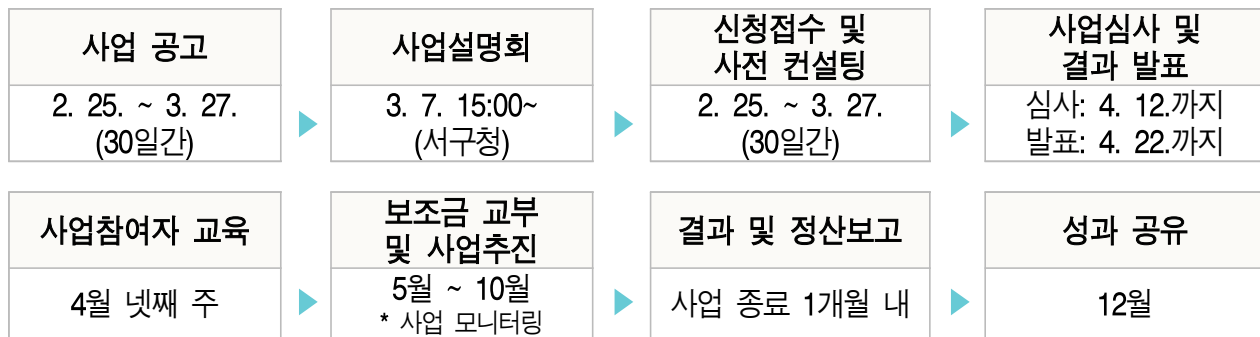 사업 공고
2. 25. ~ 3. 27.
(30일간)
사업설명회
3. 7. 15:00~
(서구청)
신청접수 및
사전 컨설팅
2. 25. ~ 3. 27.
(30일간)
사업심사 및
결과 발표
심사: 4. 12.까지
발표: 4. 22.까지
사업참여자 교육
4월 넷째 주
보조금 교부
및 사업추진
5월 ~ 10월
* 사업 모니터링
결과 및 정산보고
사업 종료 1개월 내
성과 공유
12월